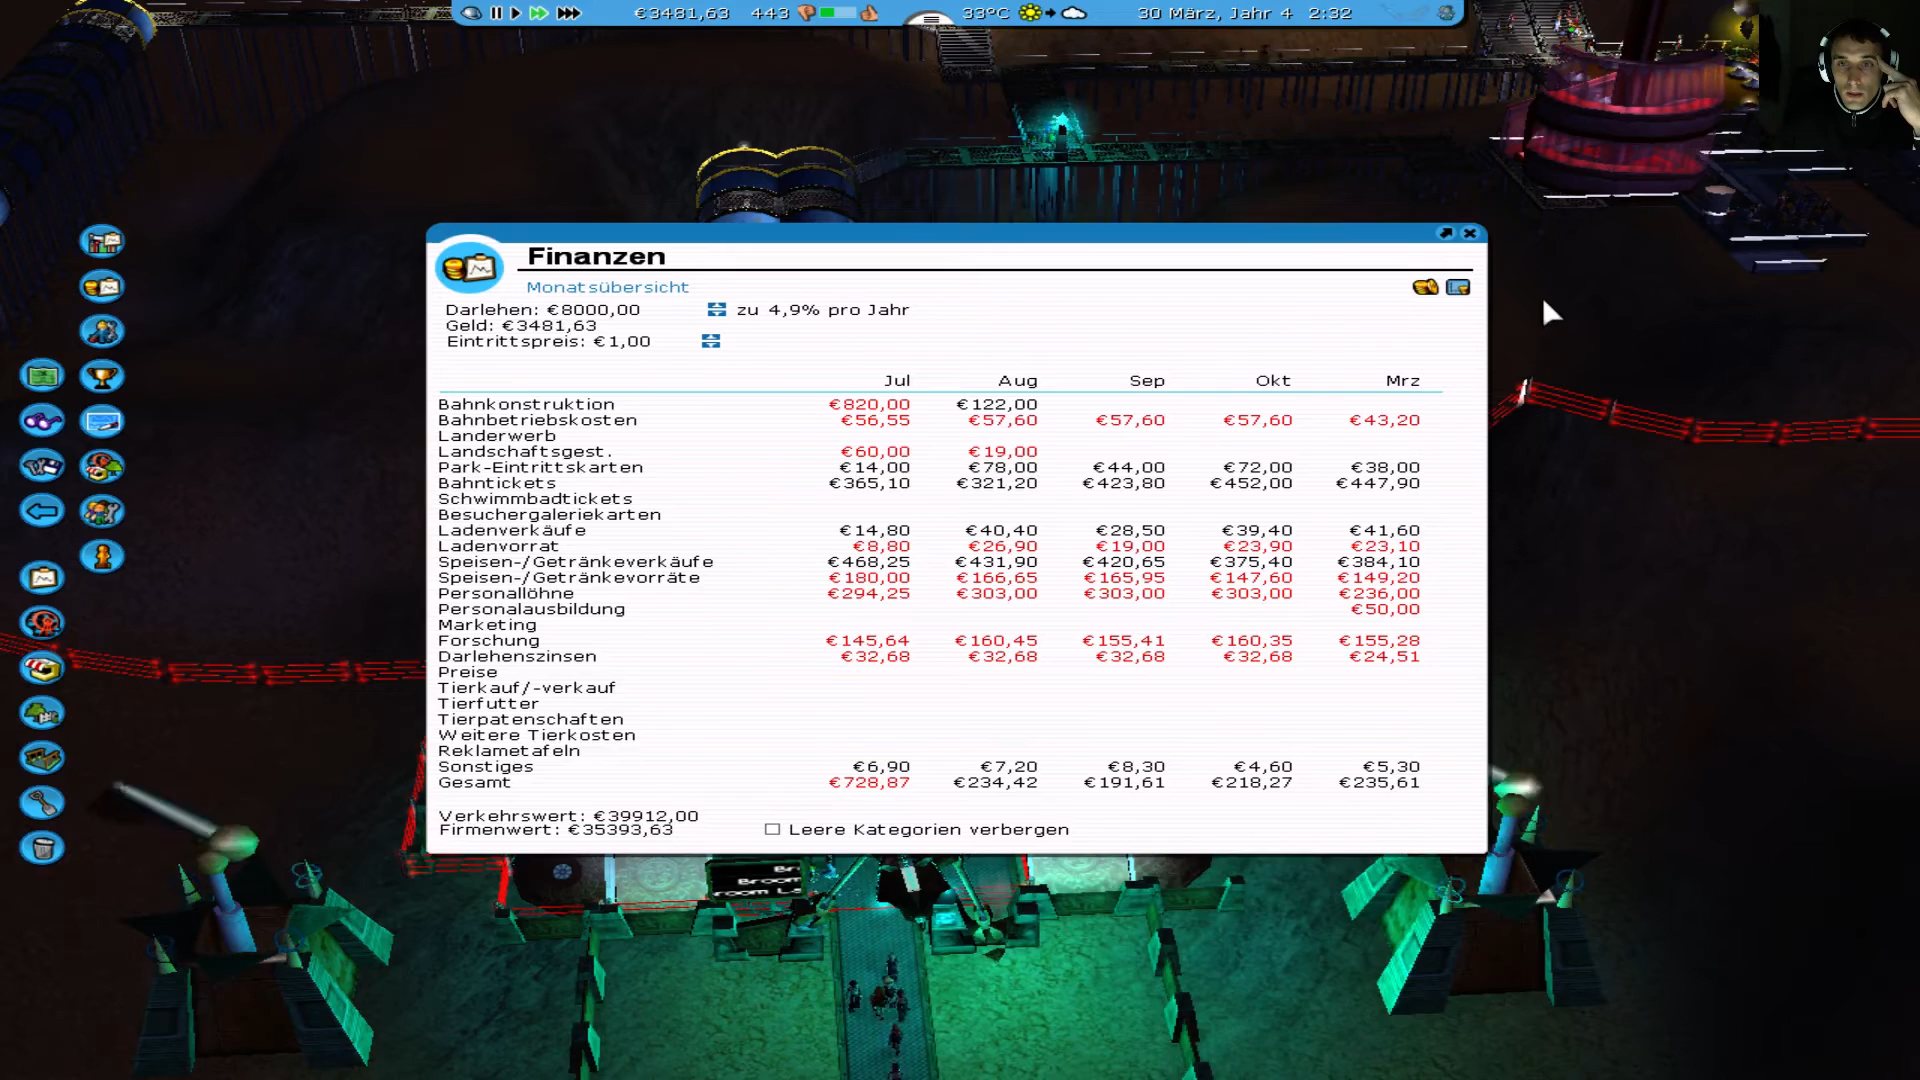 €3481,63 443 33°C 30 März, Jahr 4 2:32
Finanzen
Monatsübersicht
Darlehen: €8000,00 zu 4,9% pro Jahr
Geld: €3481,63
Eintrittspreis: €1,00
Jul Aug Sep Okt Mrz
Bahnkonstruktion €820,00 €122,00
Bahnbetriebskosten €56,55 €57,60 €57,60 €57,60 €43,20
Landerwerb
Landschaftsgest. €60,00 €19,00
Park-Eintrittskarten €14,00 €78,00 €44,00 €72,00 €38,00
Bahntickets €365,10 €321,20 €423,80 €452,00 €447,90
Schwimmbadtickets
Besuchergaleriekarten
Ladenverkäufe €14,80 €40,40 €28,50 €39,40 €41,60
Ladenvorrat €8,80 €26,90 €19,00 €23,90 €23,10
Speisen-/Getränkeverkäufe €468,25 €431,90 €420,65 €375,40 €384,10
Speisen-/Getränkevorräte €180,00 €166,65 €165,95 €147,60 €149,20
Personallöhne €294,25 €303,00 €303,00 €303,00 €236,00
Personalausbildung €50,00
Marketing
Forschung €145,64 €160,45 €155,41 €160,35 €155,28
Darlehenszinsen €32,68 €32,68 €32,68 €32,68 €24,51
Preise
Tierkauf/-verkauf
Tierfutter
Tierpatenschaften
Weitere Tierkosten
Reklametafeln
Sonstiges €6,90 €7,20 €8,30 €4,60 €5,30
Gesamt €728,87 €234,42 €191,61 €218,27 €235,61
Verkehrswert: €39912,00
Firmenwert: €35393,63 Leere Kategorien verbergen